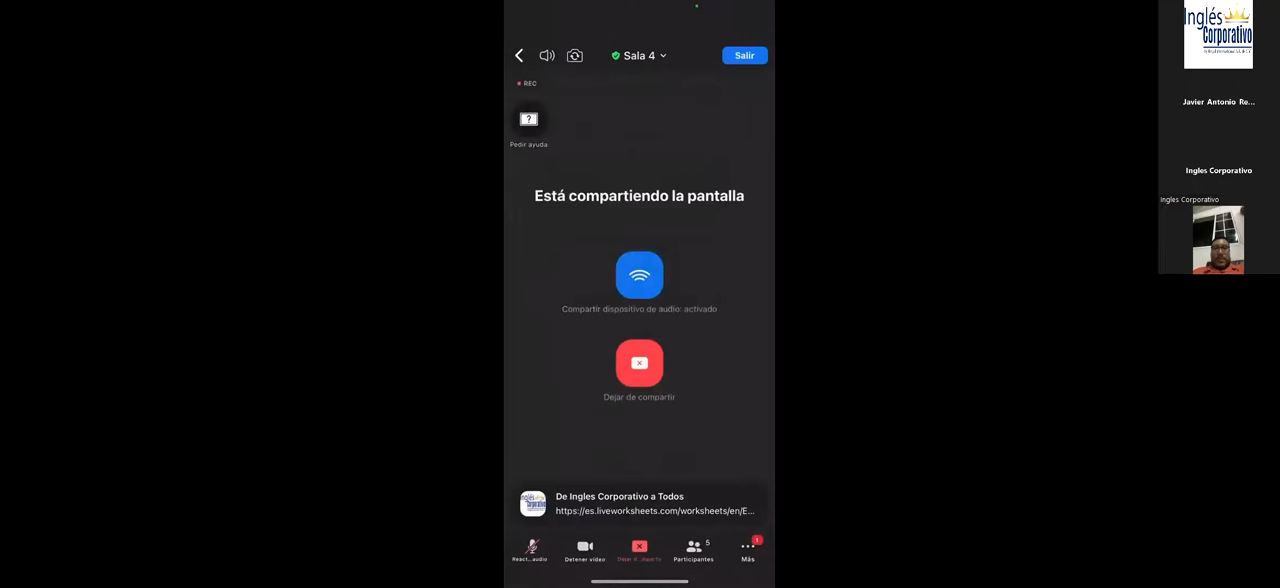 Sala 4
Salir
REC
?
Pedir ayuda
Está compartiendo la pantalla
Compartir dispositivo de audio: activado
Dejar de compartir
De Ingles Corporativo a Todos
https://es.liveworksheets.com/worksheets/en/E...
React... audio
Detener video
5
Participantes
1
Más
Inglés
Corporativo
Javier Antonio Re...
Ingles Corporativo
Ingles Corporativo